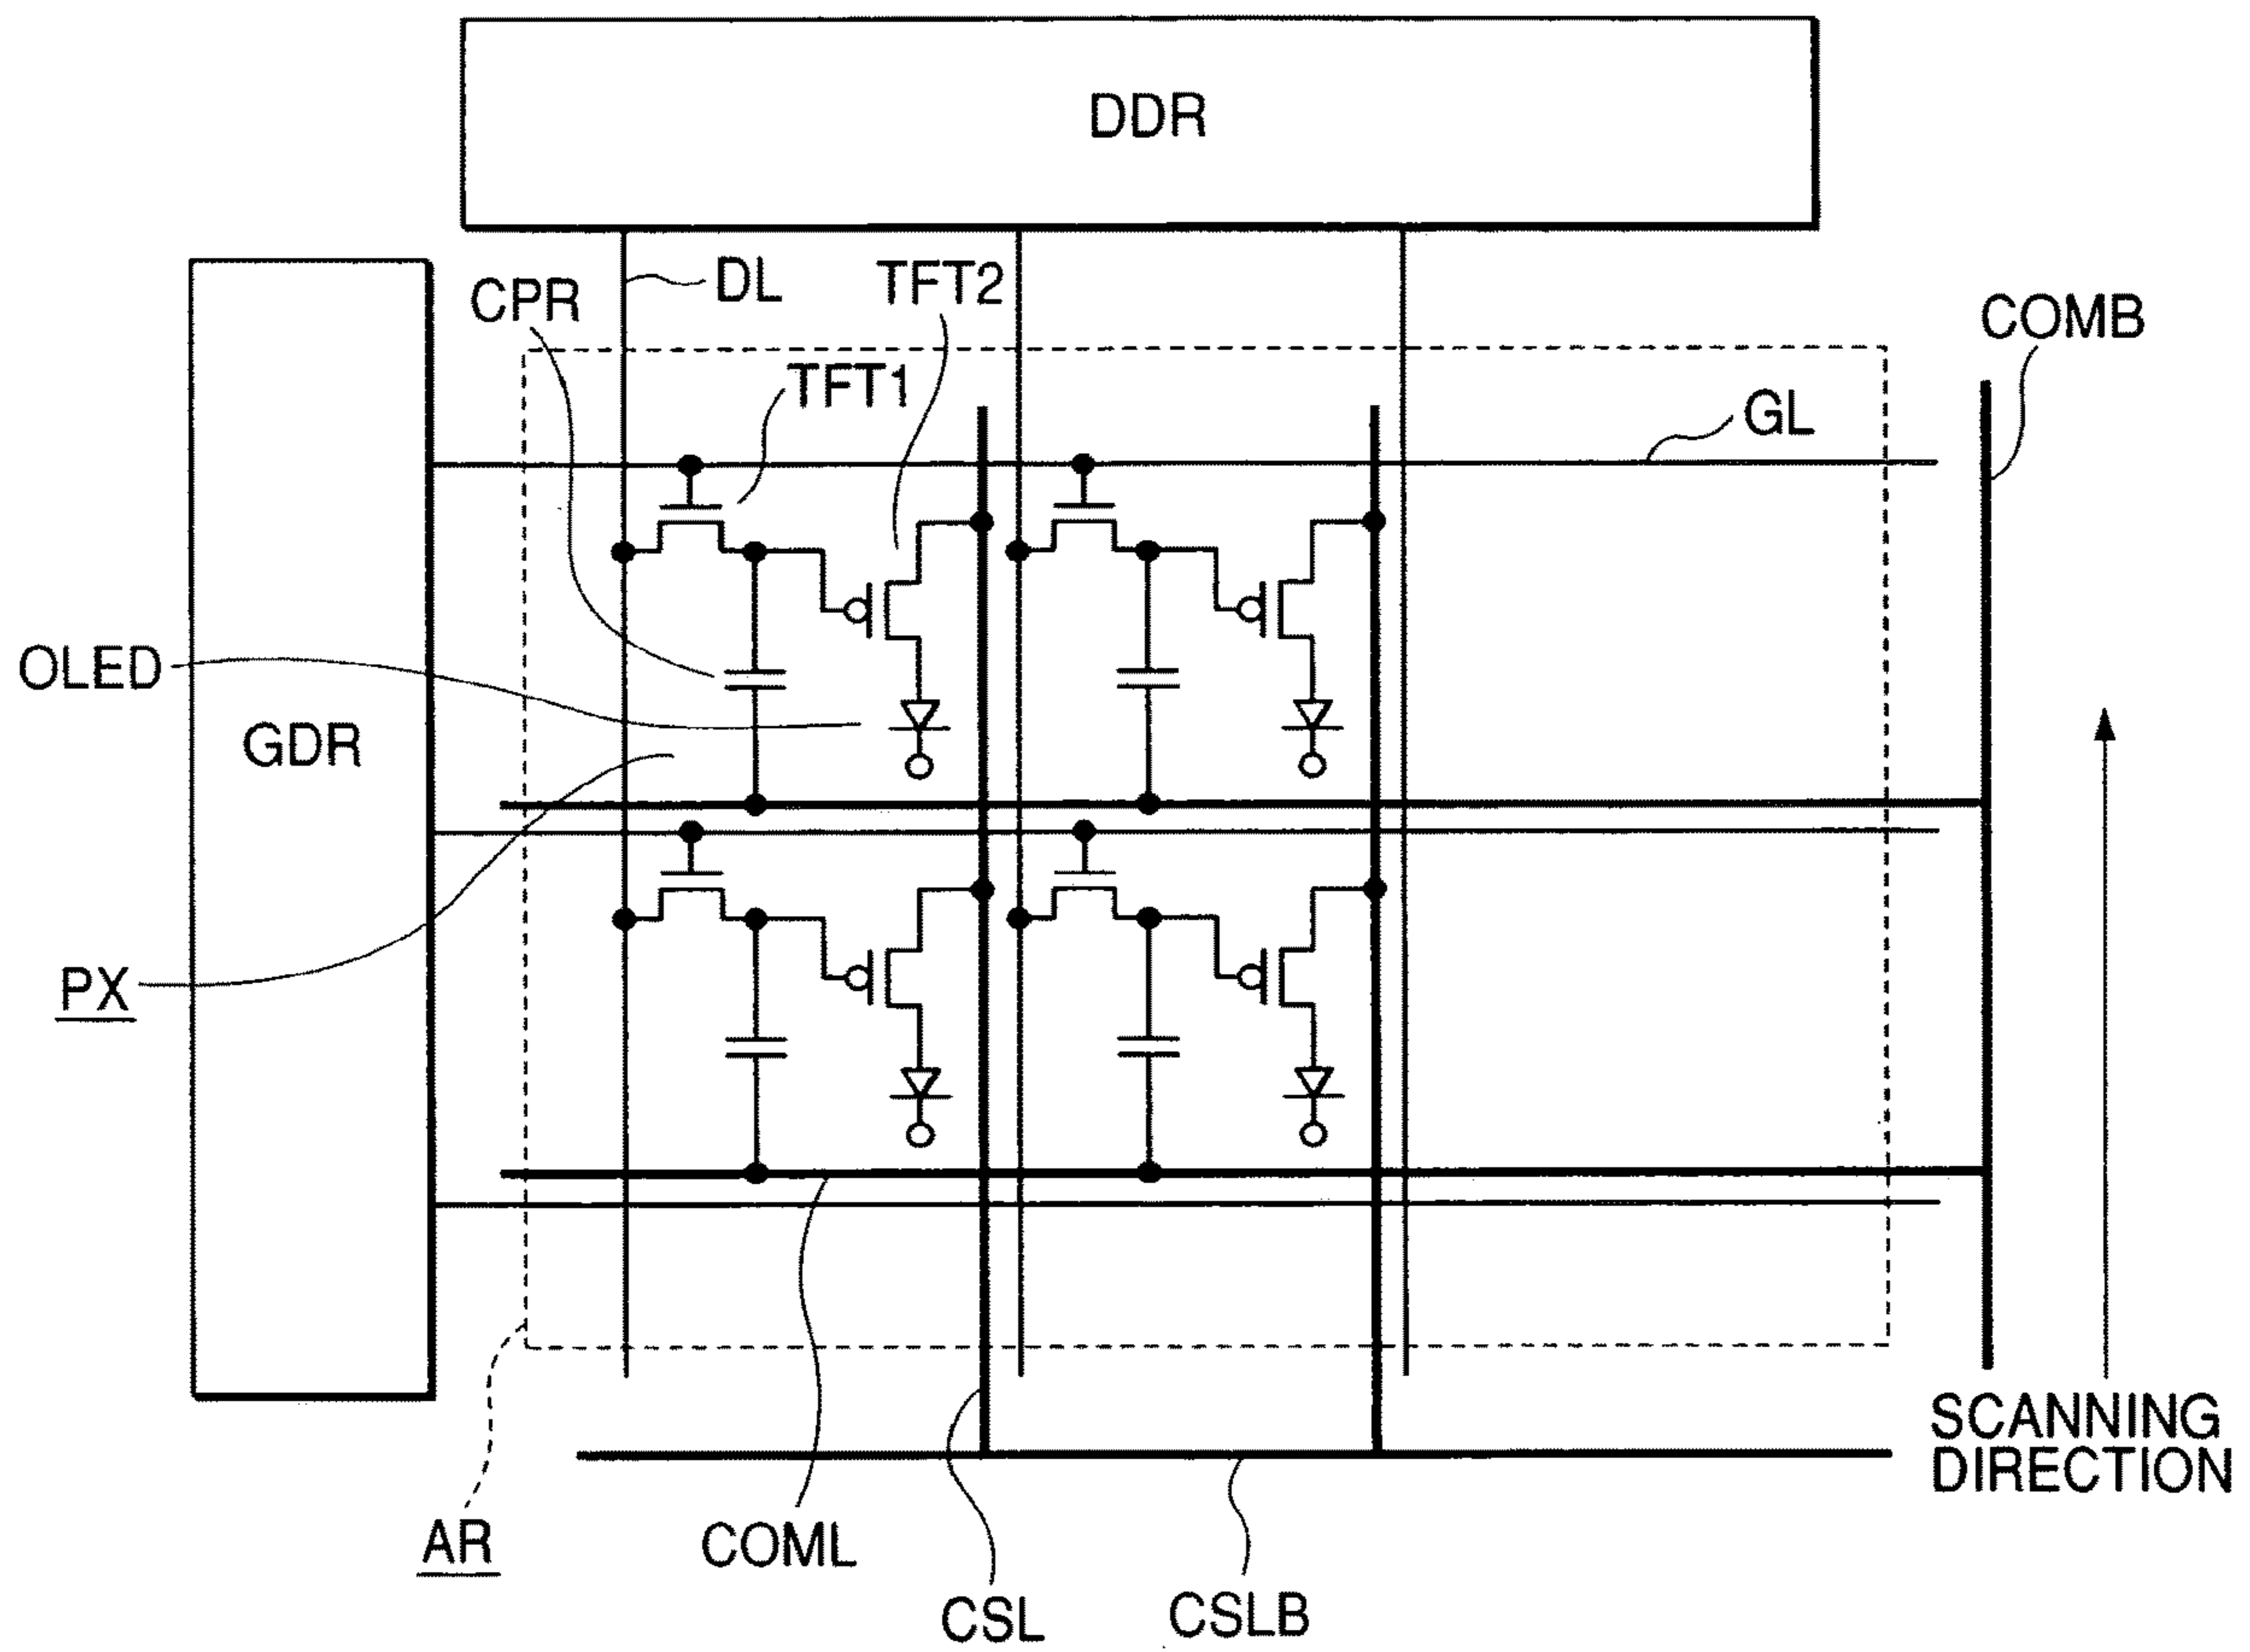 DDR
CPR
DL
TFT2
COMB
TFT1
GL
OLED
GDR
PX
SCANNING
DIRECTION
AR
COML
CSL
CSLB